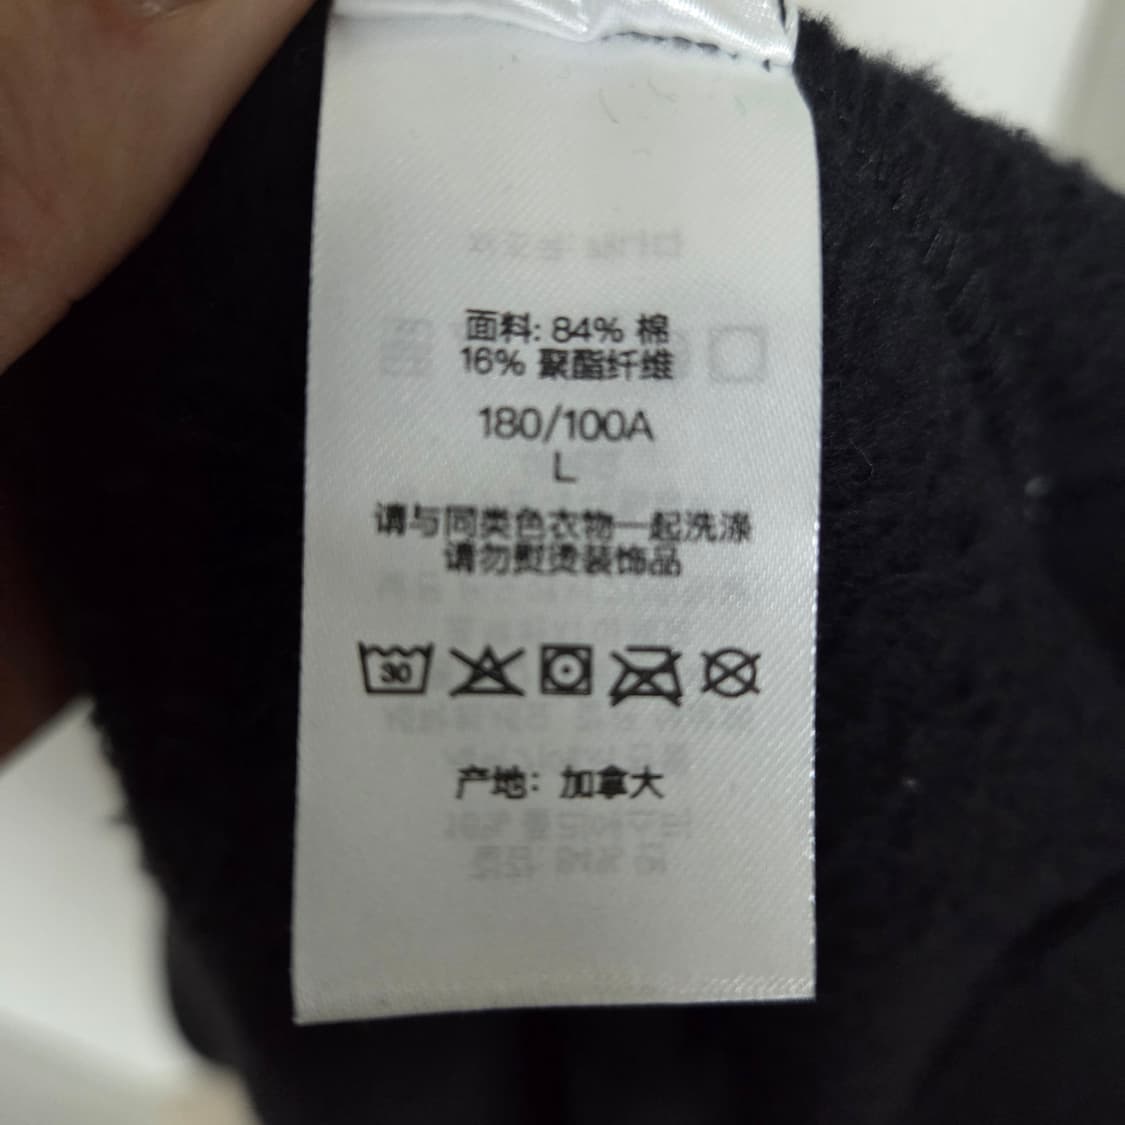 面料: 84% 棉
16% 聚酯纤维
180/100A
L
请与同类色衣物一起洗涤
请勿熨烫装饰品
30
产地: 加拿大